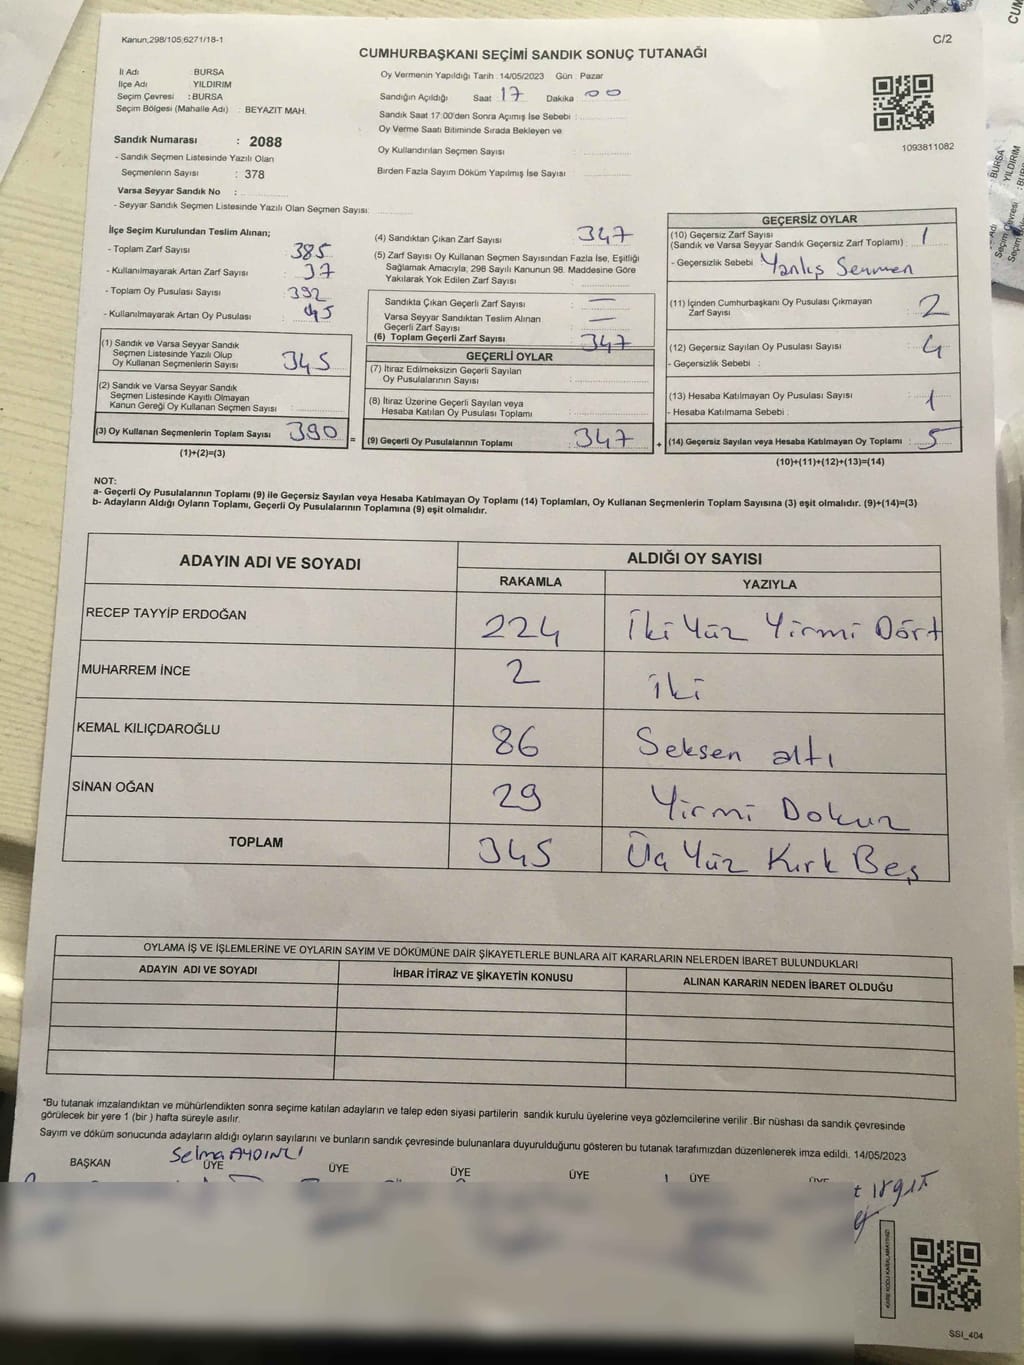 Kanun,298/105;6271/18-1
C/2
CUMHURBAŞKANI SEÇİMİ SANDIK SONUÇ TUTANAĞI
İl Adı : BURSA
İlçe Adı : YILDIRIM
Seçim Çevresi : BURSA
Seçim Bölgesi (Mahalle Adı) : BEYAZIT MAH.
Sandık Numarası : 2088
- Sandık Seçmen Listesinde Yazılı Olan
Seçmenlerin Sayısı : 378
Varsa Seyyar Sandık No :
- Seyyar Sandık Seçmen Listesinde Yazılı Olan Seçmen Sayısı:
Oy Vermenin Yapıldığı Tarih : 14/05/2023 Gün : Pazar
Sandığın Açıldığı Saat : 17 Dakika : 00
Sandık Saat 17:00'den Sonra Açımış İse Sebebi :
Oy Verme Saati Bitiminde Sırada Bekleyen ve
Oy Kullandırılan Seçmen Sayısı :
Birden Fazla Sayım Döküm Yapılmış İse Sayısı :
1093811082
İlçe Seçim Kurulundan Teslim Alınan;
- Toplam Zarf Sayısı : 385
- Kullanılmayarak Artan Zarf Sayısı : 37
- Toplam Oy Pusulası Sayısı : 392
- Kullanılmayarak Artan Oy Pusulası : 45
(1) Sandık ve Varsa Seyyar Sandık
Seçmen Listesinde Yazılı Olup
Oy Kullanan Seçmenlerin Sayısı : 345
(2) Sandık ve Varsa Seyyar Sandık
Seçmen Listesinde Kayıtlı Olmayan
Kanun Gereği Oy Kullanan Seçmen Sayısı :
(3) Oy Kullanan Seçmenlerin Toplam Sayısı : 390 =
(1)+(2)=(3)
(4) Sandıktan Çıkan Zarf Sayısı : 347
(5) Zarf Sayısı Oy Kullanan Seçmen Sayısından Fazla İse, Eşitliği
Sağlamak Amacıyla, 298 Sayılı Kanunun 98. Maddesine Göre
Yakılarak Yok Edilen Zarf Sayısı :
Sandıkta Çıkan Geçerli Zarf Sayısı : —
Varsa Seyyar Sandıktan Teslim Alınan
Geçerli Zarf Sayısı : —
(6) Toplam Geçerli Zarf Sayısı : 347
GEÇERLİ OYLAR
(7) İtiraz Edilmeksizin Geçerli Sayılan
Oy Pusulalarının Sayısı :
(8) İtiraz Üzerine Geçerli Sayılan veya
Hesaba Katılan Oy Pusulası Toplamı :
(9) Geçerli Oy Pusulalarının Toplamı : 347 +
GEÇERSİZ OYLAR
(10) Geçersiz Zarf Sayısı
(Sandık ve Varsa Seyyar Sandık Geçersiz Zarf Toplamı) : 1
- Geçersizlik Sebebi : Yanlış Semmen
(11) İçinden Cumhurbaşkanı Oy Pusulası Çıkmayan
Zarf Sayısı : 2
(12) Geçersiz Sayılan Oy Pusulası Sayısı : 4
- Geçersizlik Sebebi :
(13) Hesaba Katılmayan Oy Pusulası Sayısı : 1
- Hesaba Katılmama Sebebi :
(14) Geçersiz Sayılan veya Hesaba Katılmayan Oy Toplamı : 5
(10)+(11)+(12)+(13)=(14)
NOT:
a- Geçerli Oy Pusulalarının Toplamı (9) ile Geçersiz Sayılan veya Hesaba Katılmayan Oy Toplamı (14) Toplamları, Oy Kullanan Seçmenlerin Toplam Sayısına (3) eşit olmalıdır. (9)+(14)=(3)
b- Adayların Aldığı Oyların Toplamı, Geçerli Oy Pusulalarının Toplamına (9) eşit olmalıdır.
ADAYIN ADI VE SOYADI
ALDIĞI OY SAYISI
RAKAMLA YAZIYLA
RECEP TAYYİP ERDOĞAN 224 İki Yüz Yirmi Dört
MUHARREM İNCE 2 iki
KEMAL KILIÇDAROĞLU 86 Seksen altı
SİNAN OĞAN 29 Yirmi Dokuz
TOPLAM 345 Üç Yüz Kırk Beş
OYLAMA İŞ VE İŞLEMLERİNE VE OYLARIN SAYIM VE DÖKÜMÜNE DAİR ŞİKAYETLERLE BUNLARA AİT KARARLARIN NELERDEN İBARET BULUNDUKLARI
ADAYIN ADI VE SOYADI İHBAR İTİRAZ VE ŞİKAYETİN KONUSU ALINAN KARARIN NEDEN İBARET OLDUĞU
*Bu tutanak imzalandıktan ve mühürlendikten sonra seçime katılan adayların ve talep eden siyasi partilerin sandık kurulu üyelerine veya gözlemcilerine verilir .Bir nüshası da sandık çevresinde
görülecek bir yere 1 (bir ) hafta süreyle asılır.
Sayım ve döküm sonucunda adayların aldığı oyların sayılarını ve bunların sandık çevresinde bulunanlara duyurulduğunu gösteren bu tutanak tarafımızdan düzenlenerek imza edildi. 14/05/2023
Selma AYDINLI
BAŞKAN ÜYE ÜYE ÜYE ÜYE ÜYE
SSI_404